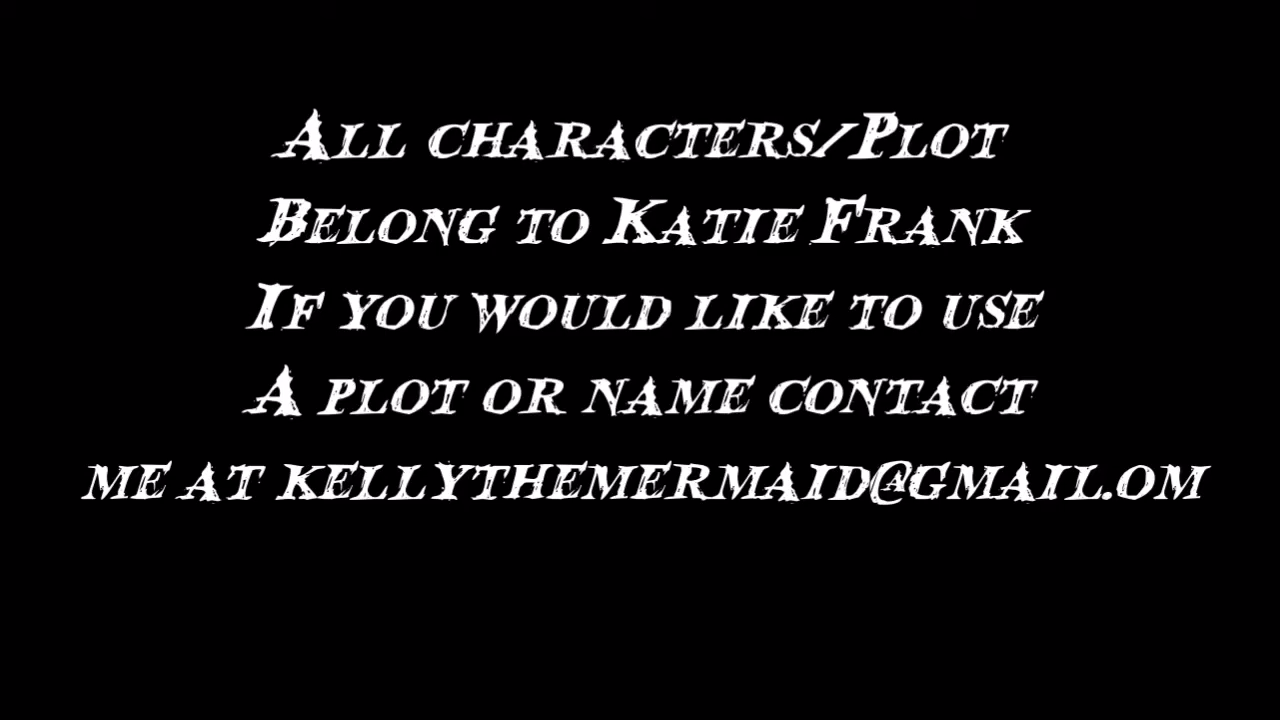 All characters/Plot
Belong to Katie Frank
If you would like to use
A plot or name contact
me at kellythemermaid@gmail.om